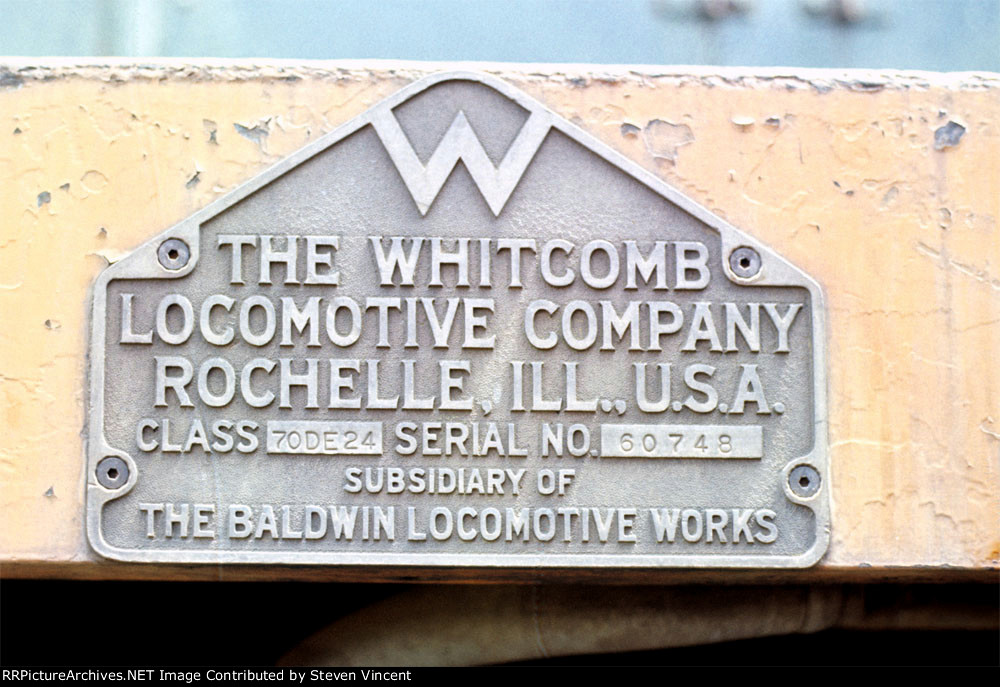 W
THE WHITCOMB
LOCOMOTIVE COMPANY
ROCHELLE, ILL., U.S.A.
CLASS 70DE24 SERIAL NO. 60748
SUBSIDIARY OF
THE BALDWIN LOCOMOTIVE WORKS
RRPictureArchives.NET Image Contributed by Steven Vincent